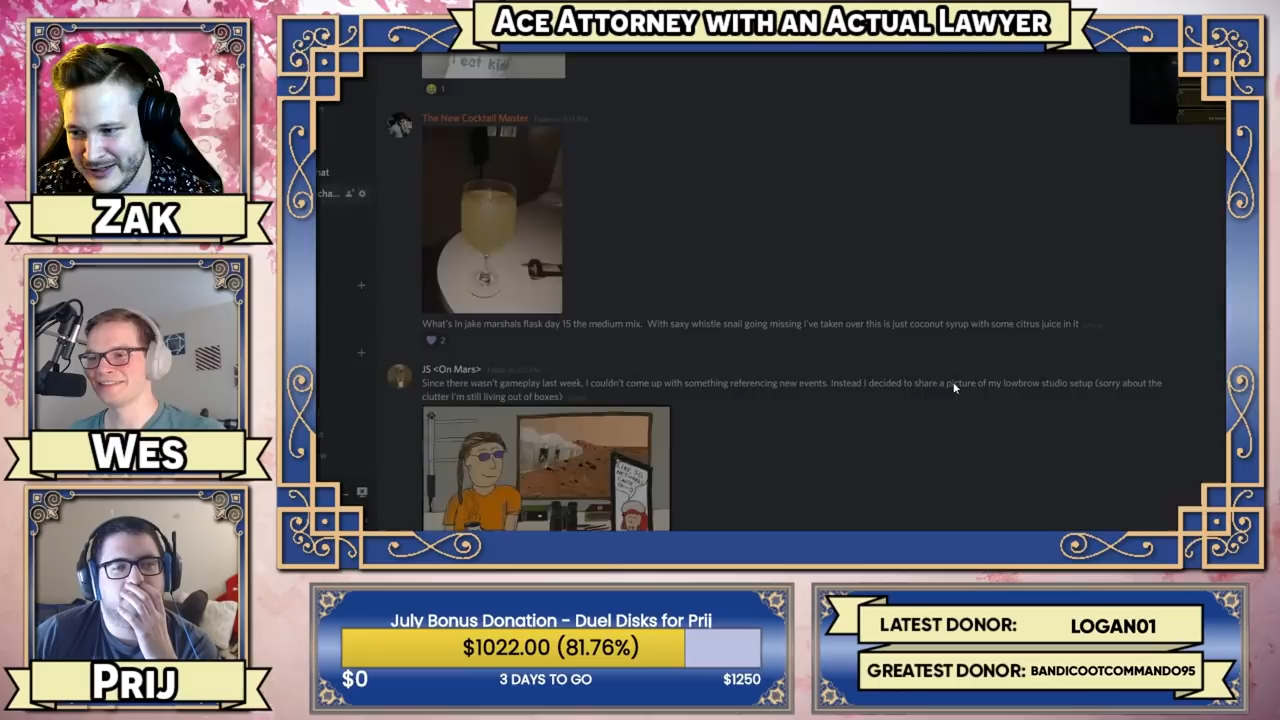 ACE ATTORNEY WITH AN ACTUAL LAWYER
ZAK
WES
PRIJ
I eat kid
1
The New Cocktail Master
What's In jake marshals flask day 15 the medium mix. With saxy whistle snail going missing I've taken over this is just coconut syrup with some citrus juice in it
2
JS <On Mars>
Since there wasn't gameplay last week, I couldn't come up with something referencing new events. Instead I decided to share a picture of my lowbrow studio setup (sorry about the
clutter I'm still living out of boxes)
hat
cha...
July Bonus Donation - Duel Disks for Prij
$1022.00 (81.76%)
$0
3 DAYS TO GO
$1250
LATEST DONOR: LOGAN01
GREATEST DONOR: BANDICOOTCOMMANDO95